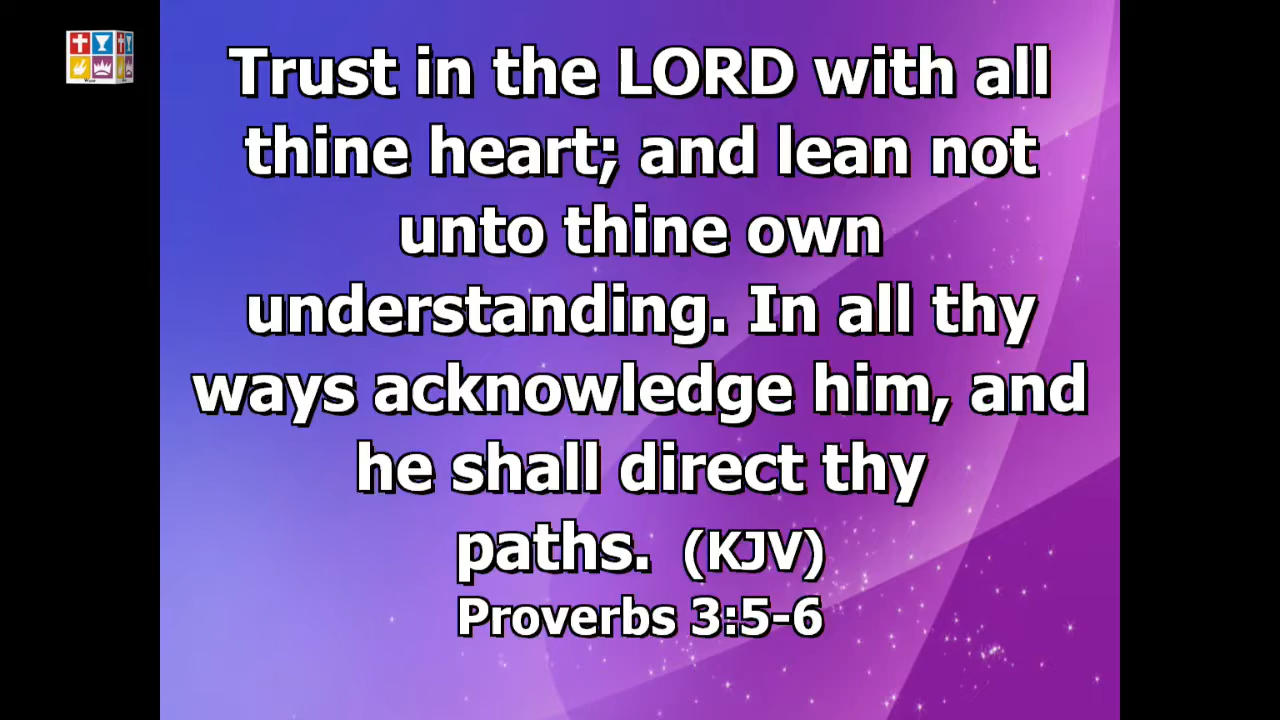 Trust in the LORD with all
thine heart; and lean not
unto thine own
understanding. In all thy
ways acknowledge him, and
he shall direct thy
paths. (KJV)
Proverbs 3:5-6